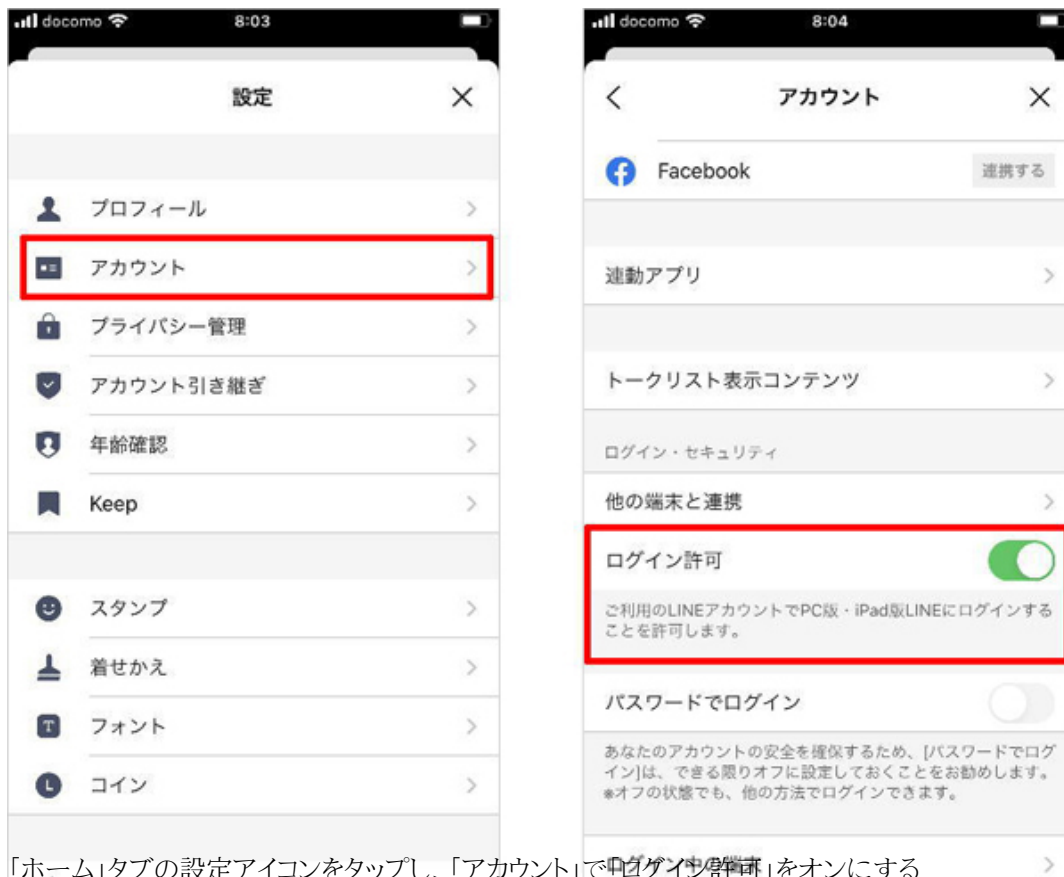 docomo 8:03
設定
プロフィール
アカウント
プライバシー管理
アカウント引き継ぎ
年齢確認
Keep
スタンプ
着せかえ
フォント
コイン
docomo 8:04
アカウント
Facebook 連携する
連動アプリ
トークリスト表示コンテンツ
ログイン・セキュリティ
他の端末と連携
ログイン許可
ご利用のLINEアカウントでPC版・iPad版LINEにログインする
ことを許可します。
パスワードでログイン
あなたのアカウントの安全を確保するため、[パスワードでログ
イン]は、できる限りオフに設定しておくことをお勧めします。
※オフの状態でも、他の方法でログインできます。
ログイン中の端末
「ホーム」タブの設定アイコンをタップし、「アカウント」で「ログイン許可」をオンにする